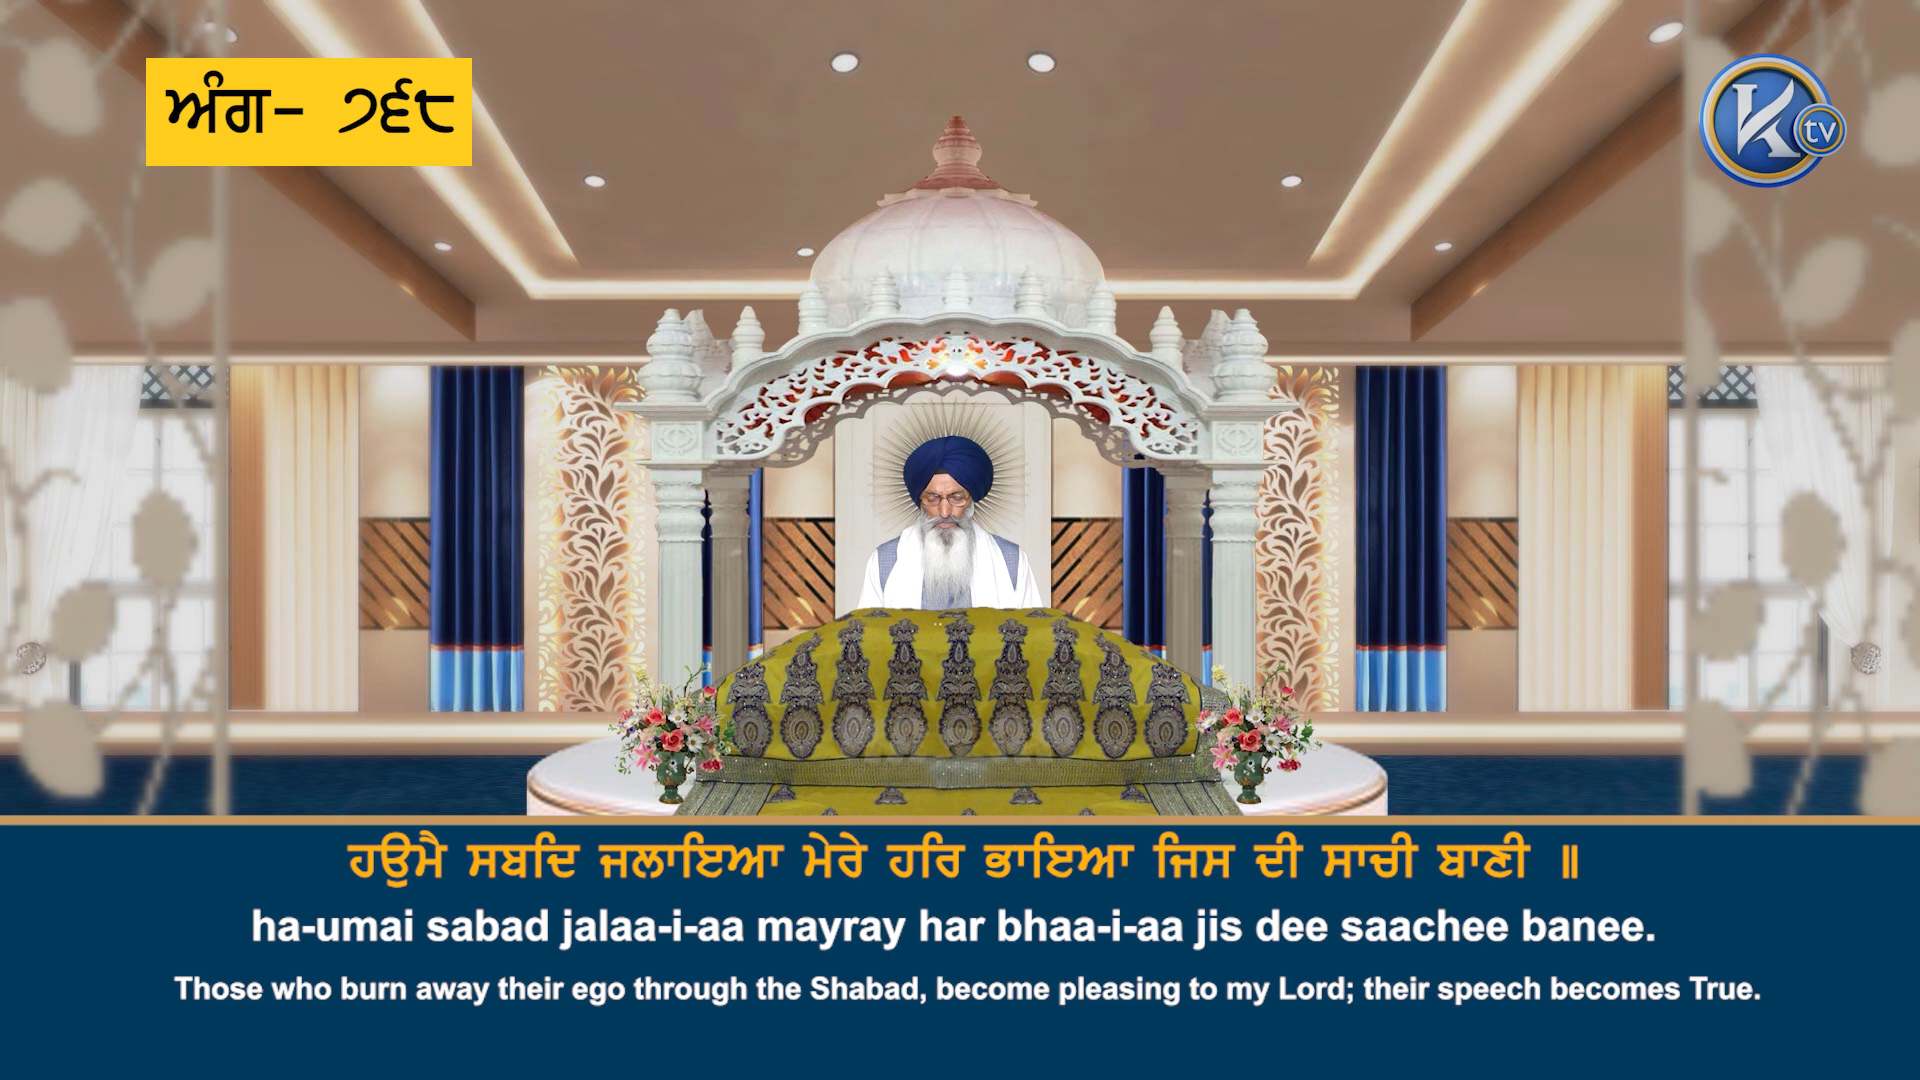 ਅੰਗ- ੭੬੮
K tv
ਹਉਮੈ ਸਬਦਿ ਜਲਾਇਆ ਮੇਰੇ ਹਰਿ ਭਾਇਆ ਜਿਸ ਦੀ ਸਾਚੀ ਬਾਣੀ ॥
ha-umai sabad jalaa-i-aa mayray har bhaa-i-aa jis dee saachee banee.
Those who burn away their ego through the Shabad, become pleasing to my Lord; their speech becomes True.